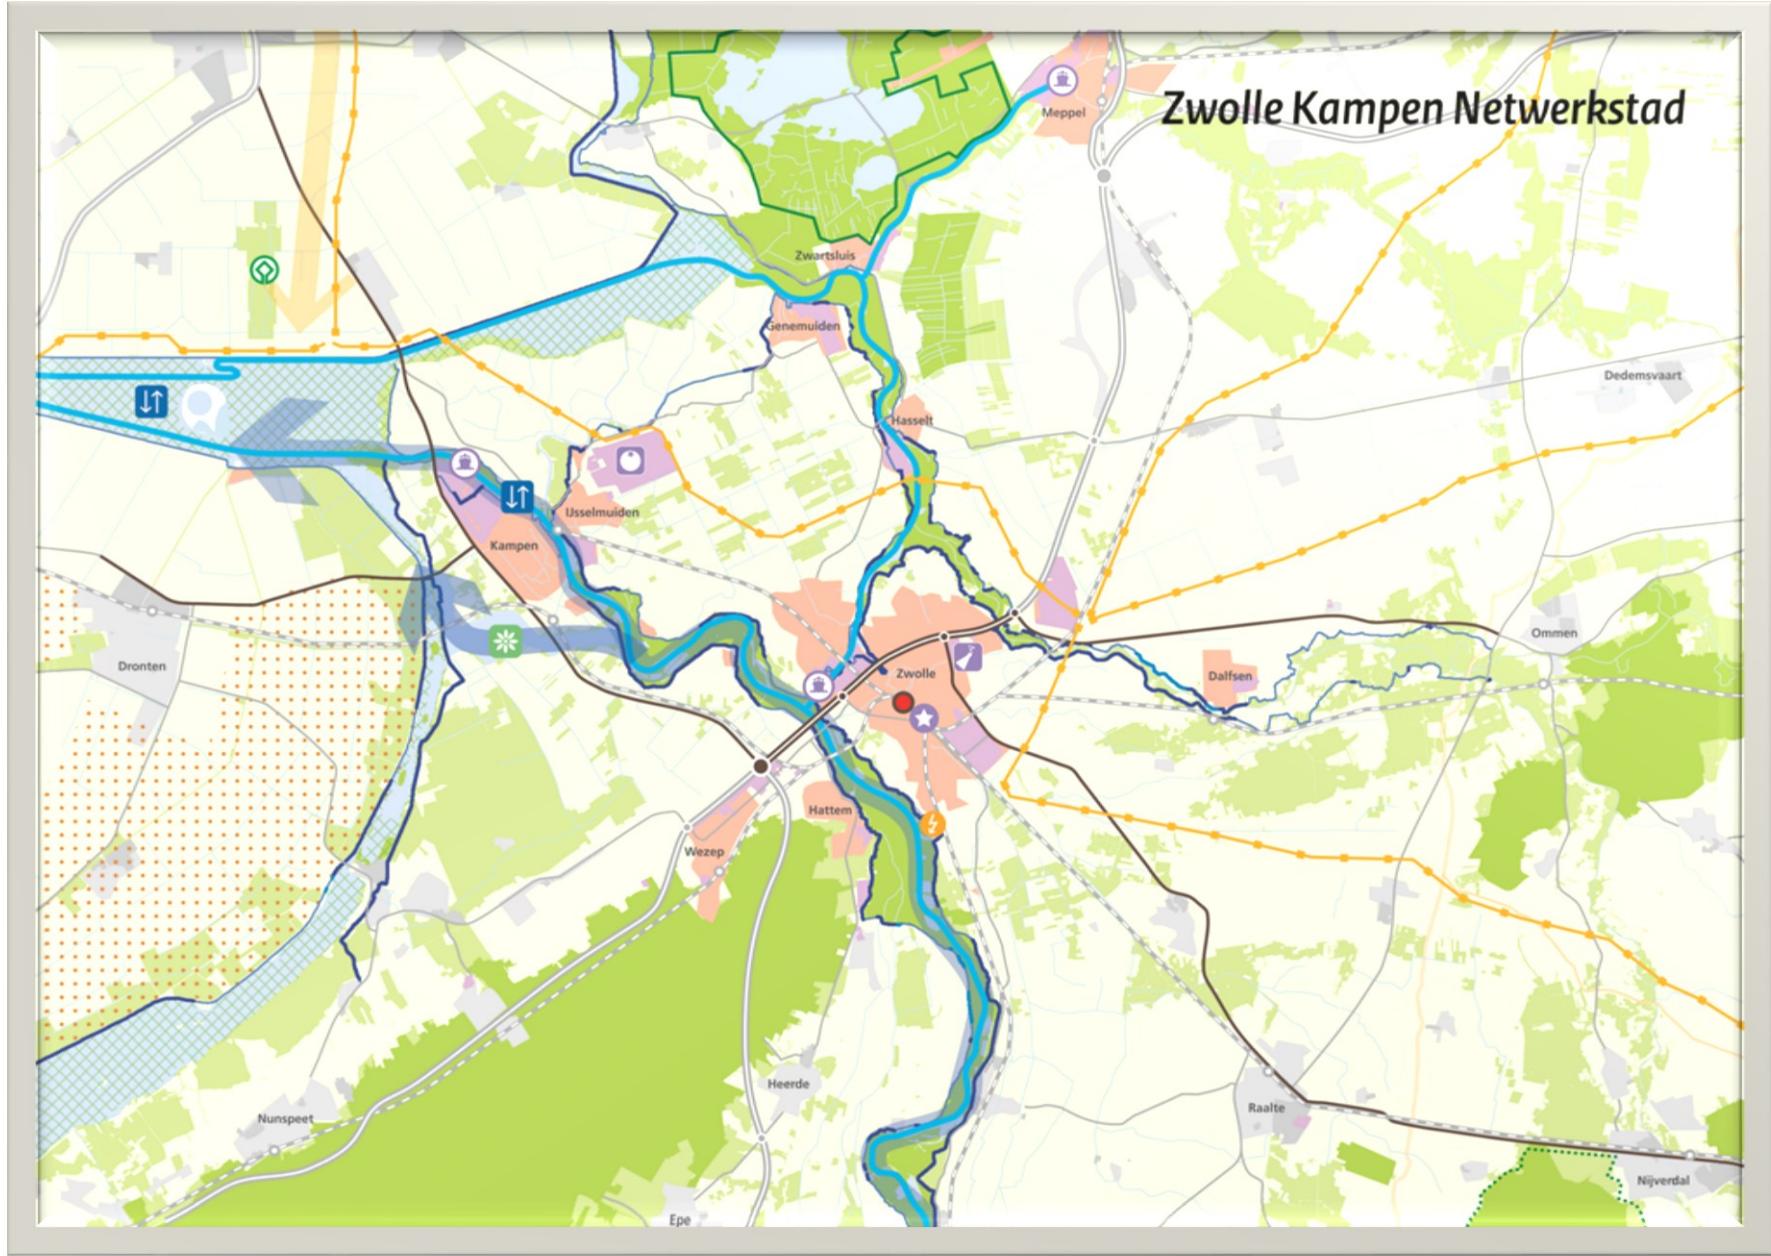 Zwolle Kampen Netwerkstad
Meppel
Zwartsluis
Genemuiden
Dedemsvaart
Hasselt
IJsselmuiden
Kampen
Ommen
Dronten
Zwolle
Dalfsen
Hattem
Wezep
Heerde
Nunspeet
Raalte
Nijverdal
Epe